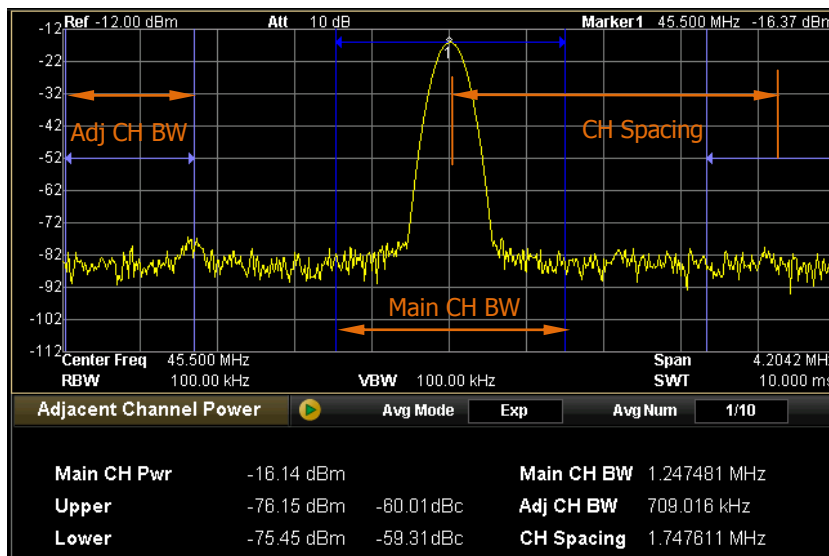 Ref -12.00 dBm Att 10 dB Marker1 45.500 MHz -16.37 dBm
-12
-22
-32
-42
-52
-62
-72
-82
-92
-102
-112
1
Adj CH BW
CH Spacing
Main CH BW
Center Freq 45.500 MHz Span 4.2042 MHz
RBW 100.00 kHz VBW 100.00 kHz SWT 10.000 ms
Adjacent Channel Power Avg Mode Exp Avg Num 1/10
Main CH Pwr -16.14 dBm Main CH BW 1.247481 MHz
Upper -76.15 dBm -60.01dBc Adj CH BW 709.016 kHz
Lower -75.45 dBm -59.31dBc CH Spacing 1.747611 MHz